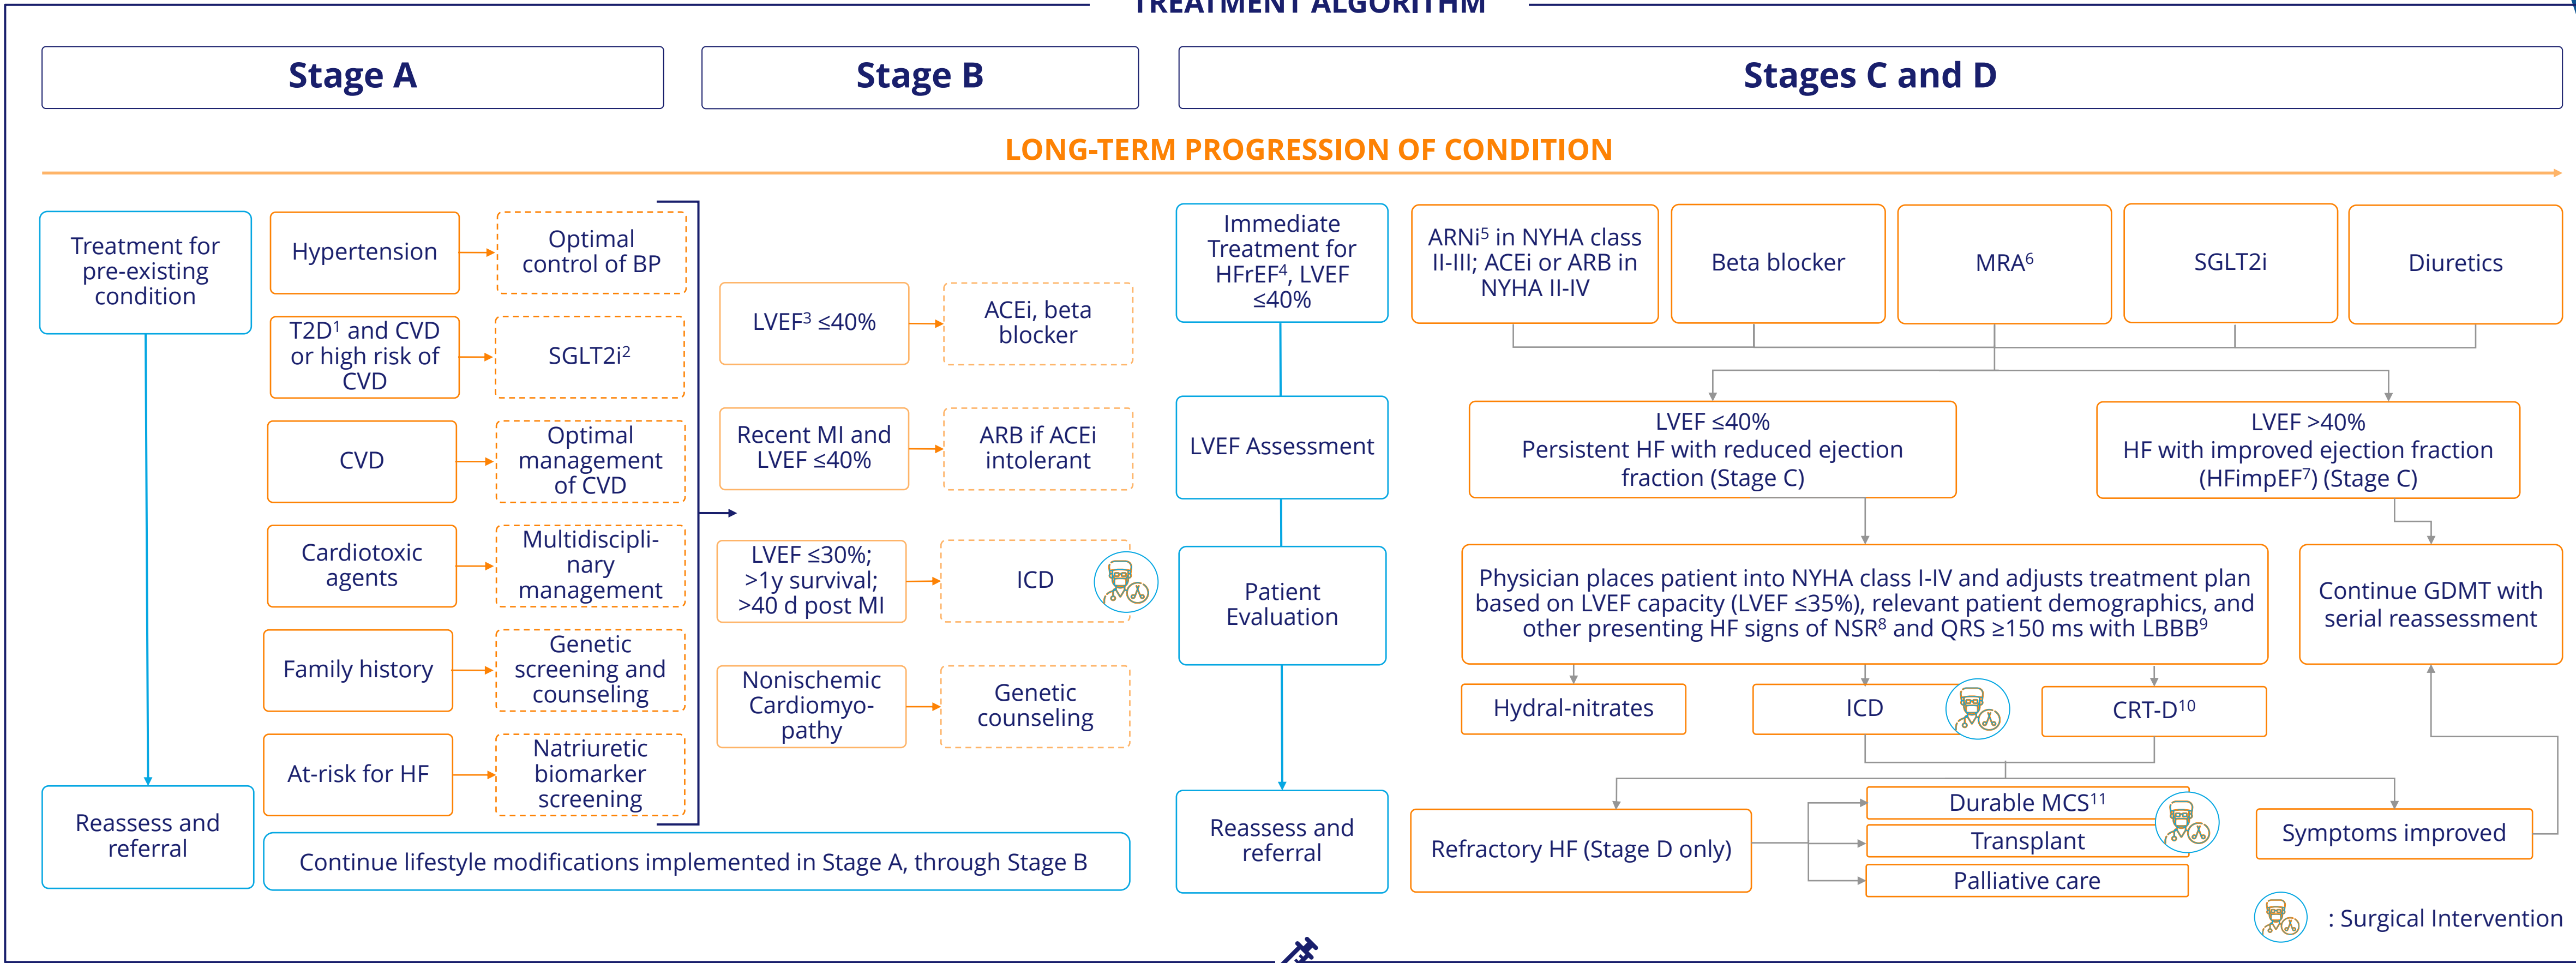 TREATMENT ALGORITHM
Stage A
Stage B
Stages C and D
LONG-TERM PROGRESSION OF CONDITION
Treatment for
pre-existing
condition
Reassess and
referral
Hypertension
Optimal
control of BP
T2D¹ and CVD
or high risk of
CVD
SGLT2i²
CVD
Optimal
management
of CVD
Cardiotoxic
agents
Multidiscipli-
nary
management
Family history
Genetic
screening and
counseling
At-risk for HF
Natriuretic
biomarker
screening
Continue lifestyle modifications implemented in Stage A, through Stage B
LVEF³ ≤40%
ACEi, beta
blocker
Recent MI and
LVEF ≤40%
ARB if ACEi
intolerant
LVEF ≤30%;
>1y survival;
>40 d post MI
ICD
Nonischemic
Cardiomyo-
pathy
Genetic
counseling
Immediate
Treatment for
HFrEF⁴, LVEF
≤40%
LVEF Assessment
Patient
Evaluation
Reassess and
referral
ARNi⁵ in NYHA class
II-III; ACEi or ARB in
NYHA II-IV
Beta blocker
MRA⁶
SGLT2i
Diuretics
LVEF ≤40%
Persistent HF with reduced ejection
fraction (Stage C)
LVEF >40%
HF with improved ejection fraction
(HFimpEF⁷) (Stage C)
Physician places patient into NYHA class I-IV and adjusts treatment plan
based on LVEF capacity (LVEF ≤35%), relevant patient demographics, and
other presenting HF signs of NSR⁸ and QRS ≥150 ms with LBBB⁹
Continue GDMT with
serial reassessment
Hydral-nitrates
ICD
CRT-D¹⁰
Refractory HF (Stage D only)
Durable MCS¹¹
Transplant
Palliative care
Symptoms improved
: Surgical Intervention